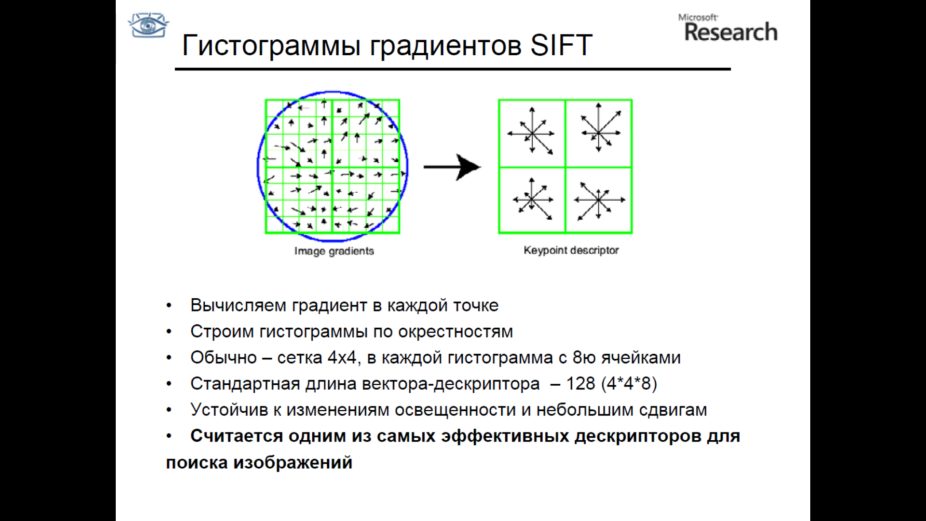 Microsoft
Research
Гистограммы градиентов SIFT
Image gradients
Keypoint descriptor
• Вычисляем градиент в каждой точке
• Строим гистограммы по окрестностям
• Обычно – сетка 4x4, в каждой гистограмма с 8ю ячейками
• Стандартная длина вектора-дескриптора – 128 (4*4*8)
• Устойчив к изменениям освещенности и небольшим сдвигам
• Считается одним из самых эффективных дескрипторов для
поиска изображений